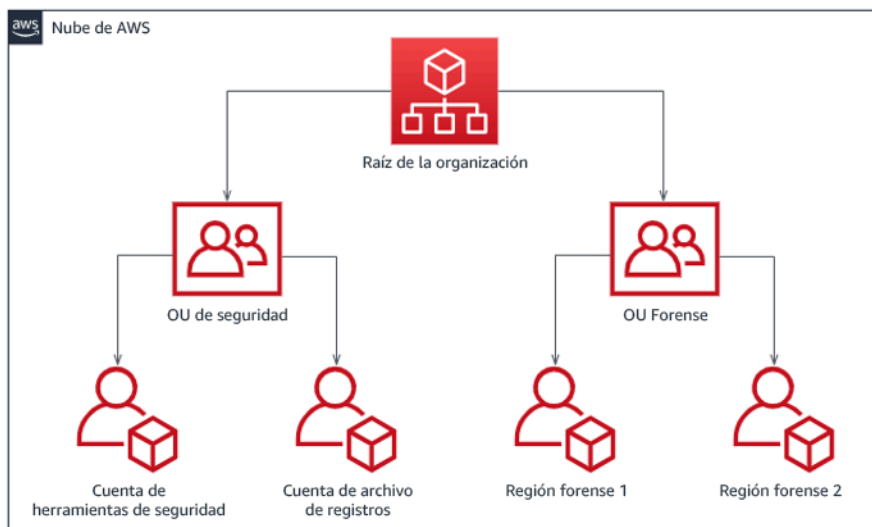 aws
Nube de AWS
Raíz de la organización
OU de seguridad
OU Forense
Cuenta de
herramientas de seguridad
Cuenta de archivo
de registros
Región forense 1
Región forense 2